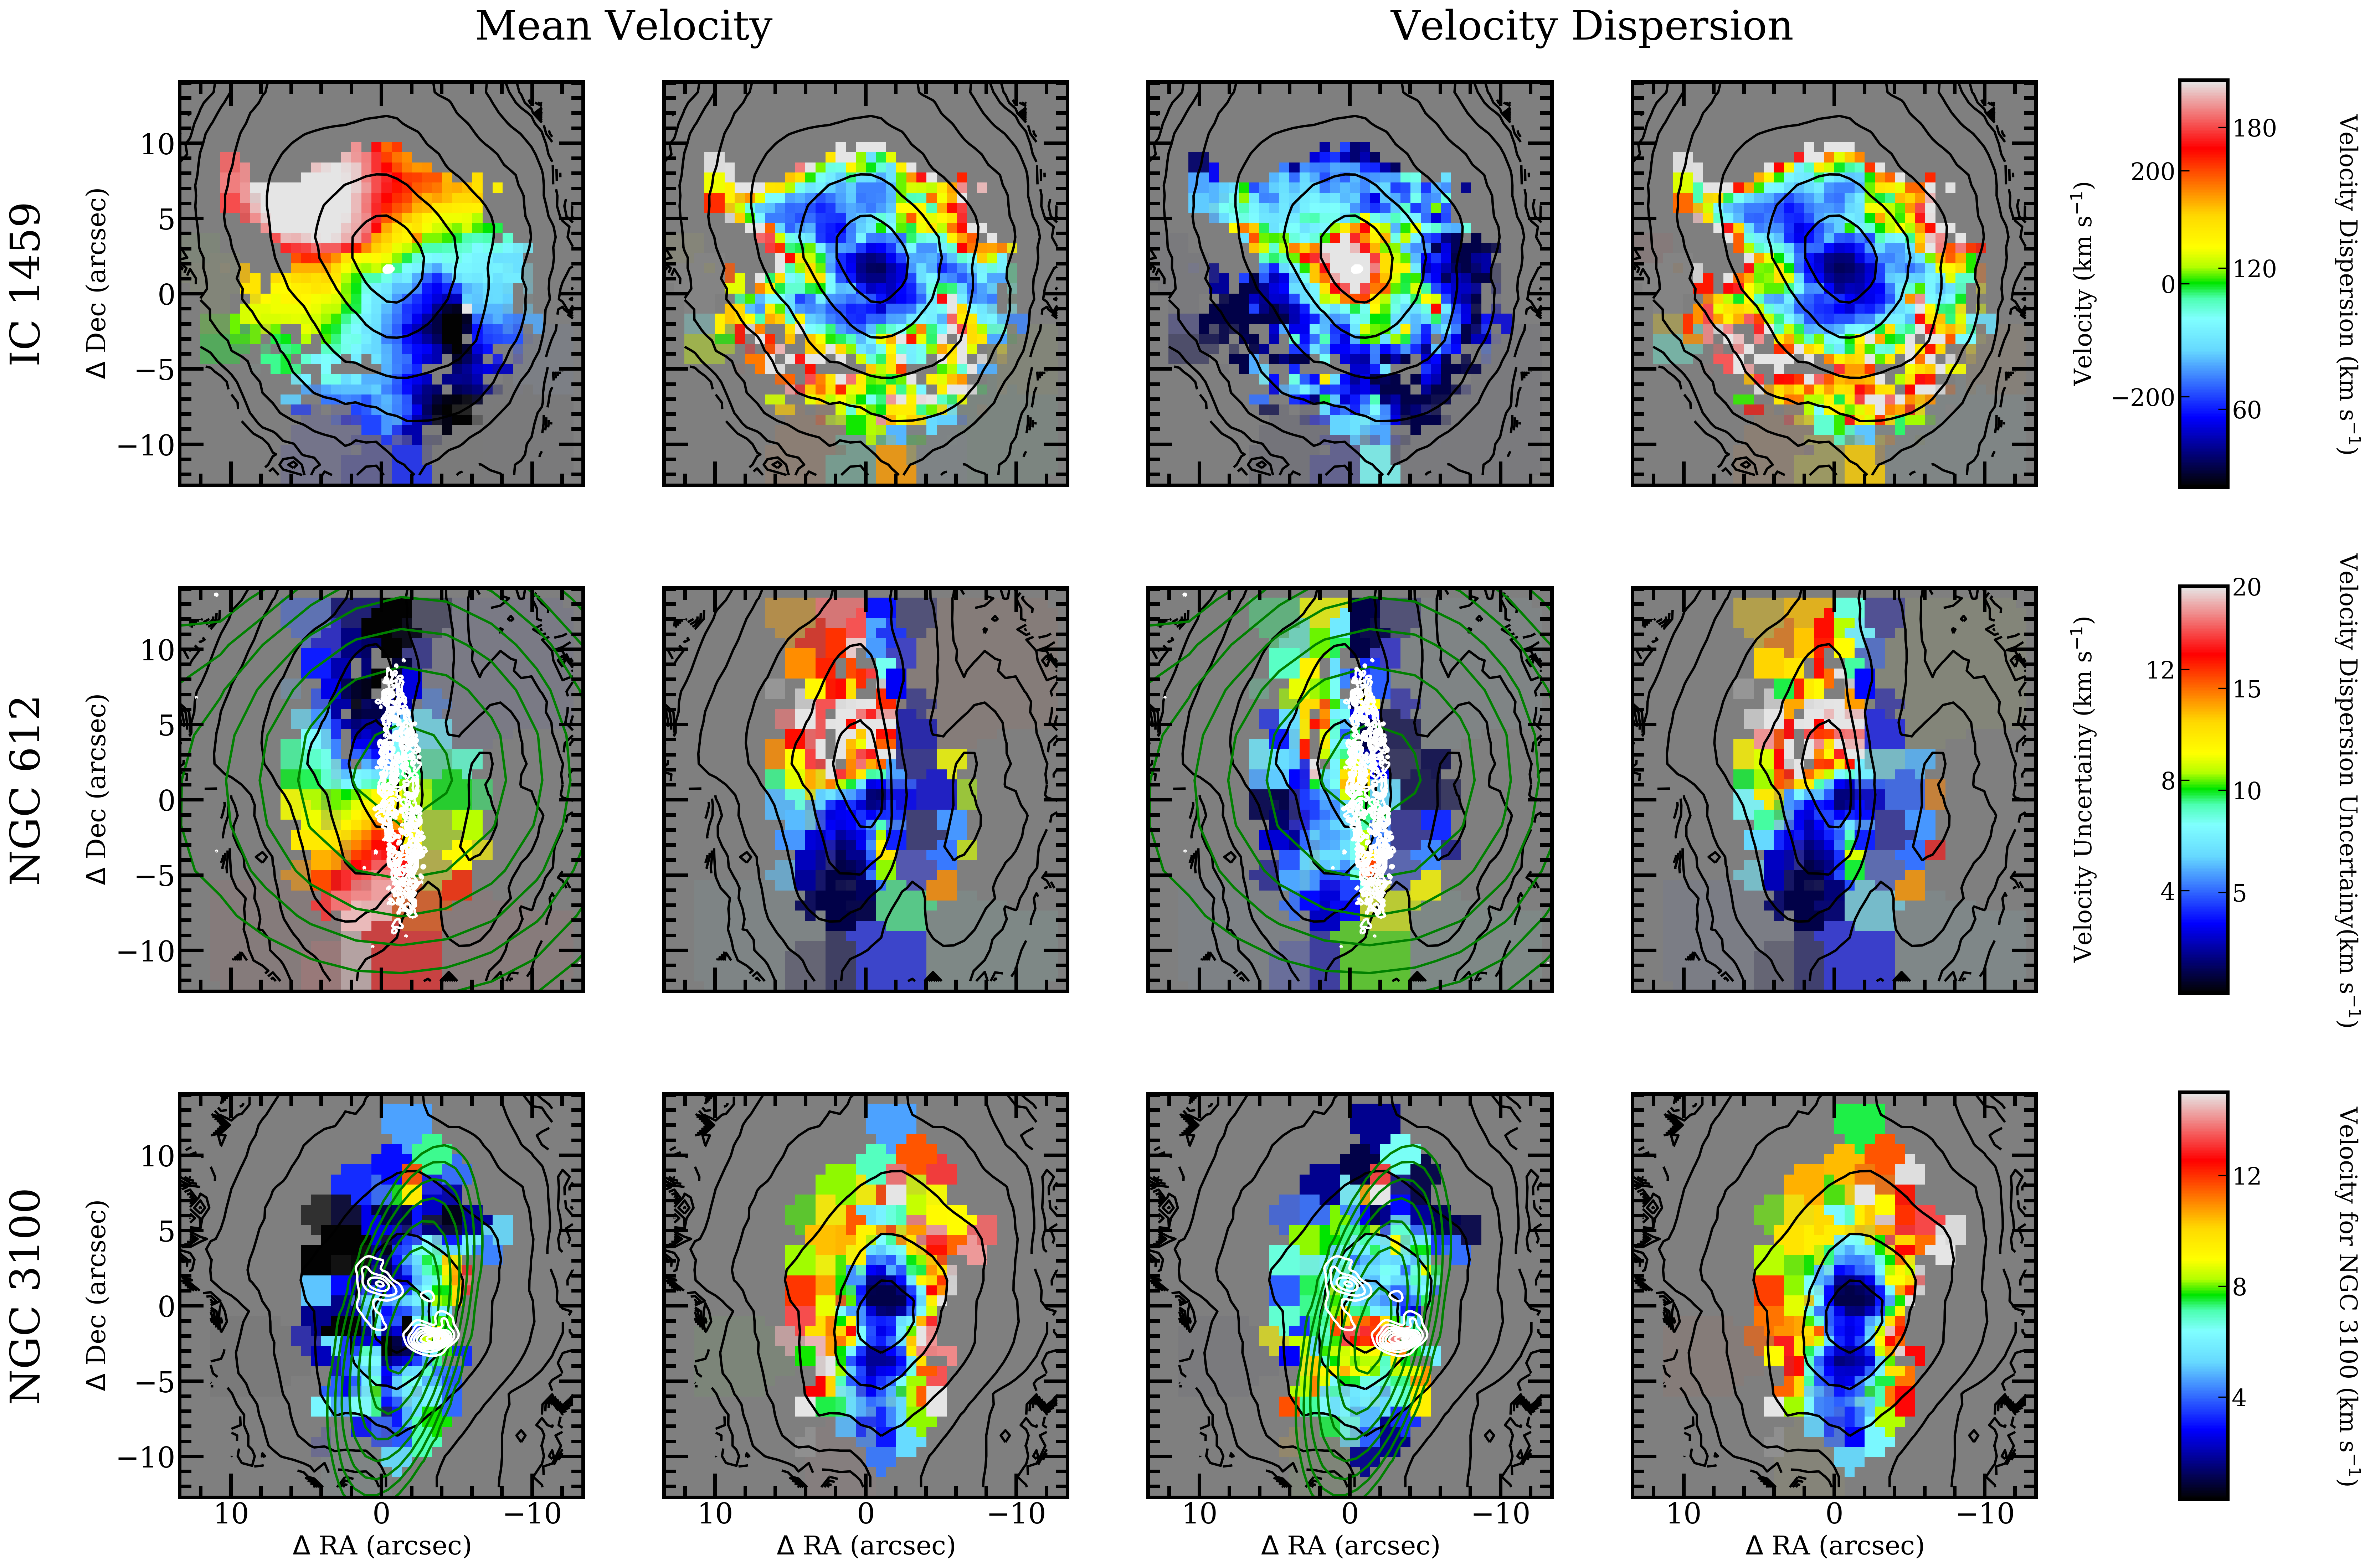 Mean Velocity
Velocity Dispersion
IC 1459
Δ Dec (arcsec)
10
5
0
−5
−10
Velocity (km s⁻¹)
200
0
−200
180
120
60
Velocity Dispersion (km s⁻¹)
NGC 612
Δ Dec (arcsec)
10
5
0
−5
−10
Velocity Uncertainy (km s⁻¹)
12
8
4
20
15
10
5
Velocity Dispersion Uncertainy(km s⁻¹)
NGC 3100
Δ Dec (arcsec)
10
5
0
−5
−10
12
8
4
Velocity for NGC 3100 (km s⁻¹)
10 0 −10 10 0 −10 10 0 −10 10 0 −10
Δ RA (arcsec) Δ RA (arcsec) Δ RA (arcsec) Δ RA (arcsec)